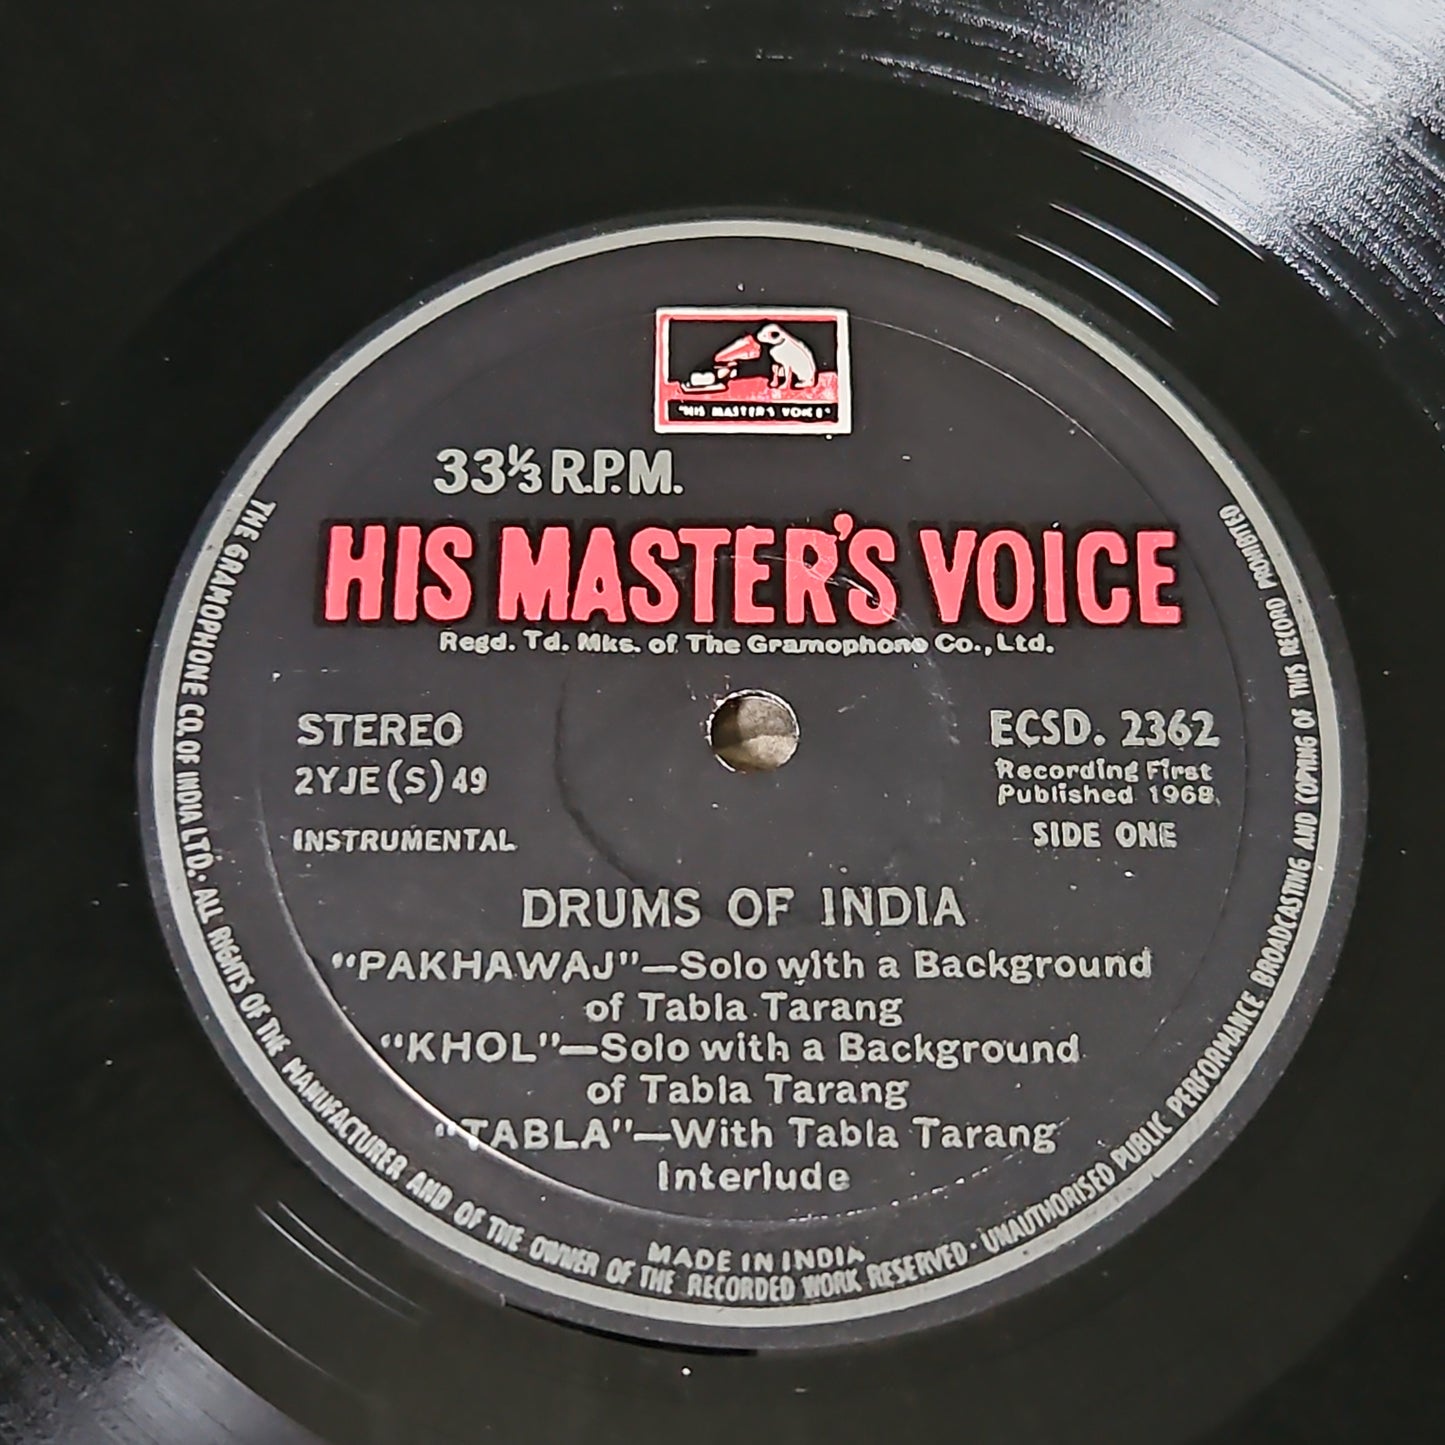 "HIS MASTER'S VOICE"
33⅓ R.P.M.
HIS MASTER'S VOICE
Regd. Td. Mks. of The Gramophone Co., Ltd.
STEREO
2YJE(S) 49
INSTRUMENTAL
ECSD. 2362
Recording First
Published 1968
SIDE ONE
DRUMS OF INDIA
"PAKHAWAJ"—Solo with a Background
of Tabla Tarang
"KHOL"—Solo with a Background
of Tabla Tarang
"TABLA"—With Tabla Tarang
Interlude
MADE IN INDIA
THE GRAMOPHONE CO. OF INDIA LTD. · ALL RIGHTS OF THE MANUFACTURER AND OF THE OWNER OF THE RECORDED WORK RESERVED · UNAUTHORISED PUBLIC PERFORMANCE BROADCASTING AND COPYING OF THIS RECORD PROHIBITED